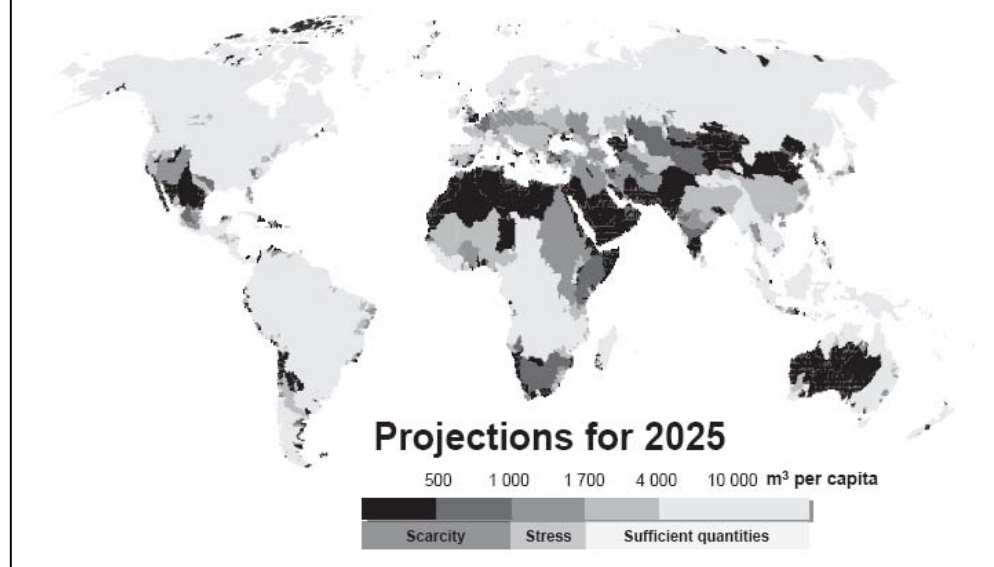 Projections for 2025
500 1 000 1 700 4 000 10 000 m³ per capita
Scarcity Stress Sufficient quantities